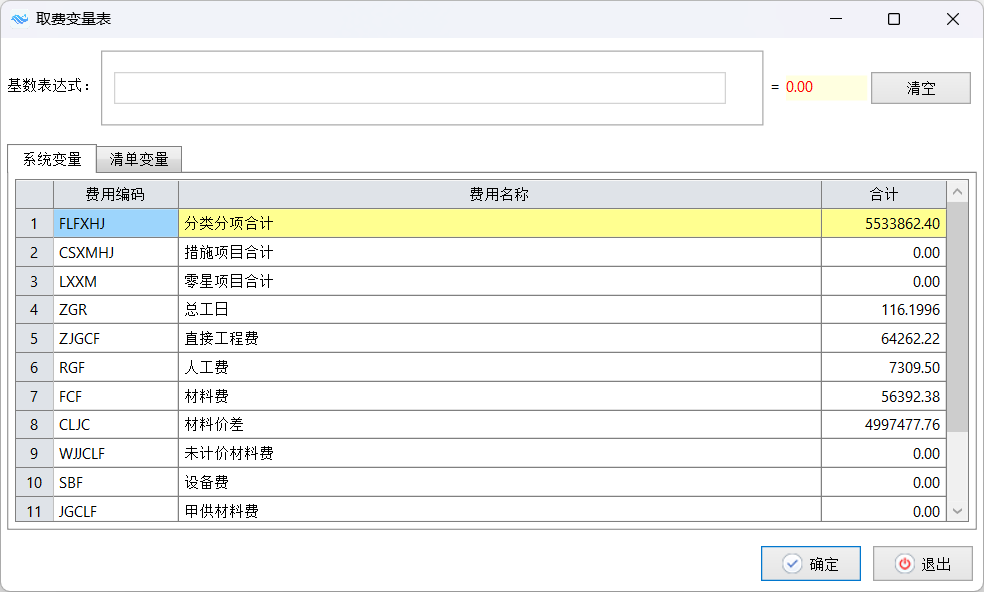 取费变量表
基数表达式：
= 0.00 清空
系统变量 清单变量
费用编码 费用名称 合计
1 FLFXHJ 分类分项合计 5533862.40
2 CSXMHJ 措施项目合计 0.00
3 LXXM 零星项目合计 0.00
4 ZGR 总工日 116.1996
5 ZJGCF 直接工程费 64262.22
6 RGF 人工费 7309.50
7 FCF 材料费 56392.38
8 CLJC 材料价差 4997477.76
9 WJJCLF 未计价材料费 0.00
10 SBF 设备费 0.00
11 JGCLF 甲供材料费 0.00
确定 退出